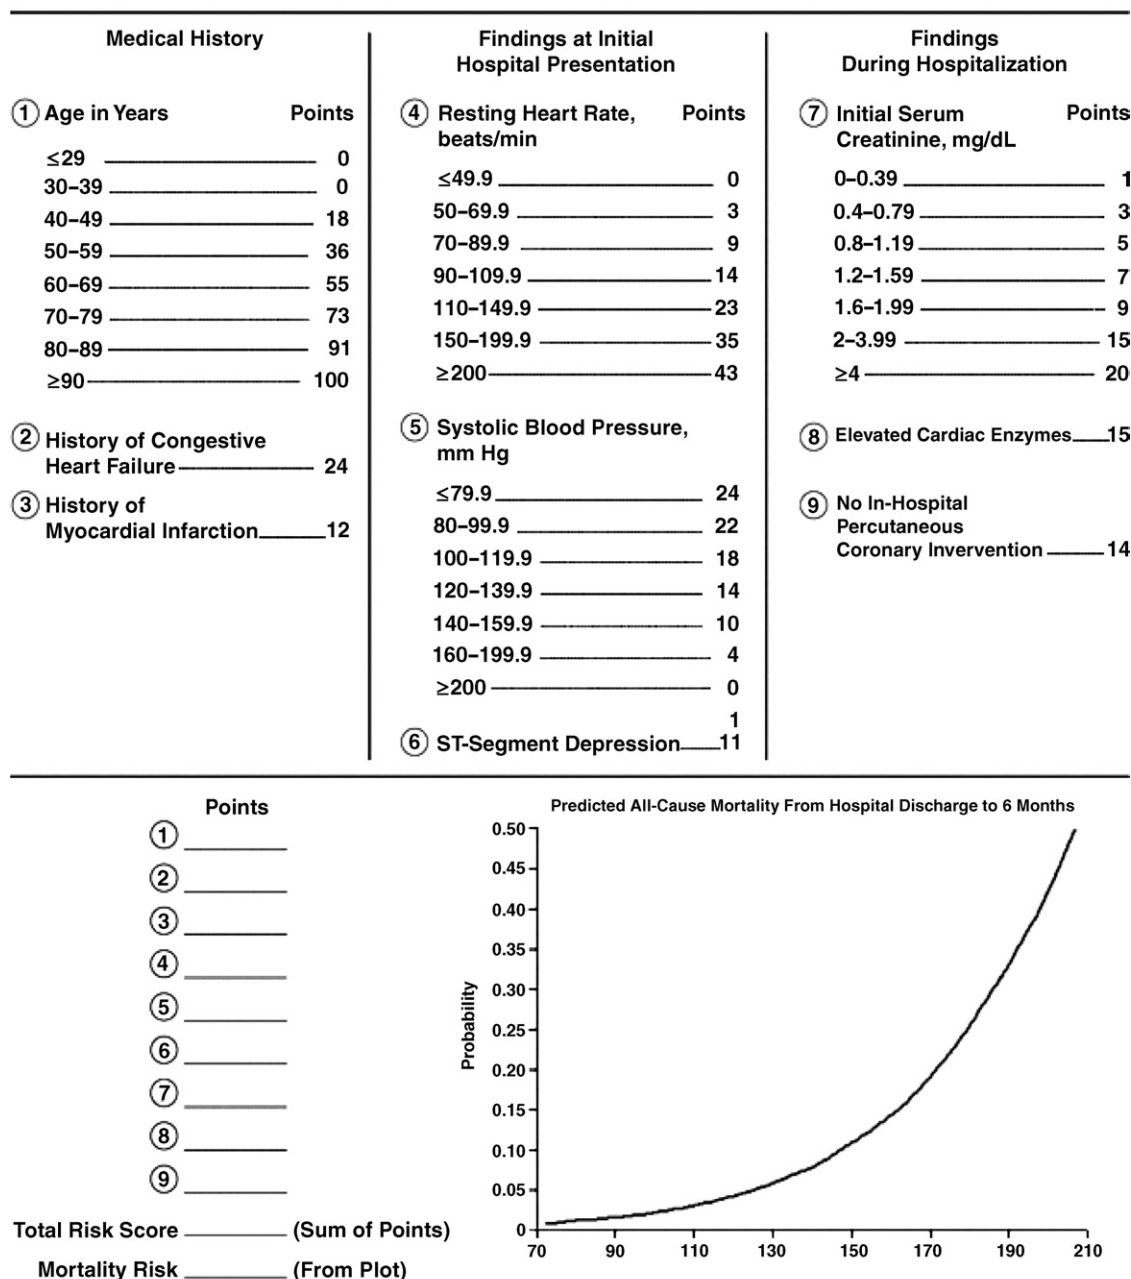 Medical History
① Age in Years Points
≤29 0
30–39 0
40–49 18
50–59 36
60–69 55
70–79 73
80–89 91
≥90 100
② History of Congestive
Heart Failure 24
③ History of
Myocardial Infarction 12
Findings at Initial
Hospital Presentation
④ Resting Heart Rate, Points
beats/min
≤49.9 0
50–69.9 3
70–89.9 9
90–109.9 14
110–149.9 23
150–199.9 35
≥200 43
⑤ Systolic Blood Pressure,
mm Hg
≤79.9 24
80–99.9 22
100–119.9 18
120–139.9 14
140–159.9 10
160–199.9 4
≥200 0
1
⑥ ST-Segment Depression 11
Findings
During Hospitalization
⑦ Initial Serum Points
Creatinine, mg/dL
0–0.39 1
0.4–0.79 3
0.8–1.19 5
1.2–1.59 7
1.6–1.99 9
2–3.99 15
≥4 20
⑧ Elevated Cardiac Enzymes 15
⑨ No In-Hospital
Percutaneous
Coronary Invervention 14
Points
①
②
③
④
⑤
⑥
⑦
⑧
⑨
Total Risk Score (Sum of Points)
Mortality Risk (From Plot)
Predicted All-Cause Mortality From Hospital Discharge to 6 Months
Probability
0.50
0.45
0.40
0.35
0.30
0.25
0.20
0.15
0.10
0.05
0
70 90 110 130 150 170 190 210